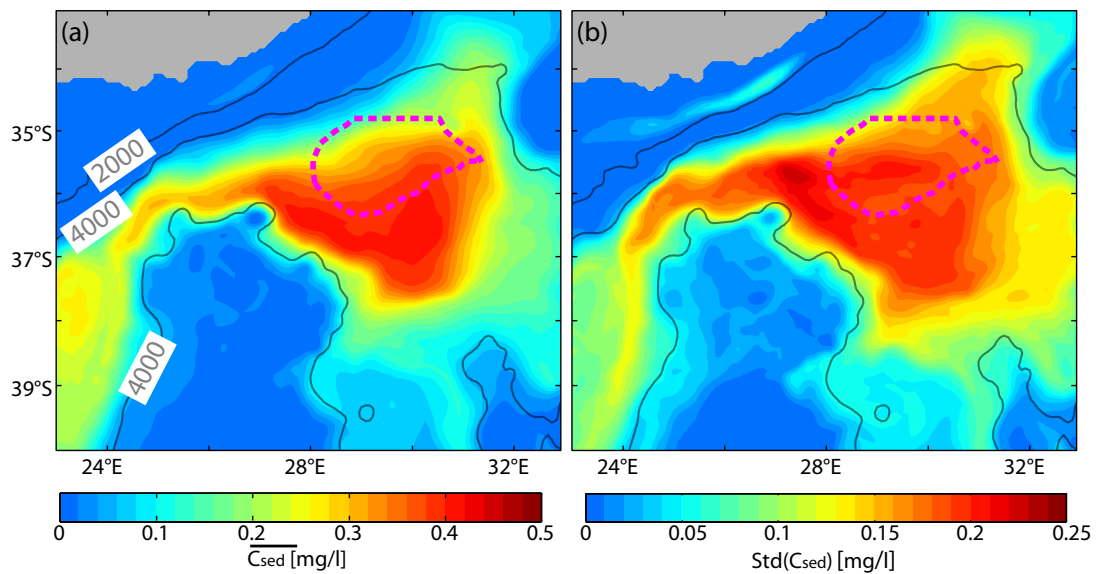 (a)
(b)
2000
4000
4000
35°S
37°S
39°S
24°E 28°E 32°E
24°E 28°E 32°E
0 0.1 0.2 0.3 0.4 0.5
C̅s̅e̅d̅ [mg/l]
0 0.05 0.1 0.15 0.2 0.25
Std(Csed) [mg/l]